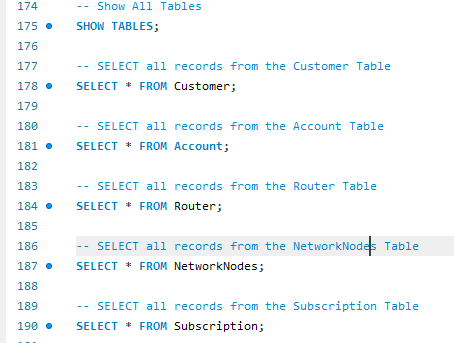 174 -- Show All Tables
175 SHOW TABLES;
176
177 -- SELECT all records from the Customer Table
178 SELECT * FROM Customer;
179
180 -- SELECT all records from the Account Table
181 SELECT * FROM Account;
182
183 -- SELECT all records from the Router Table
184 SELECT * FROM Router;
185
186 -- SELECT all records from the NetworkNodes Table
187 SELECT * FROM NetworkNodes;
188
189 -- SELECT all records from the Subscription Table
190 SELECT * FROM Subscription;